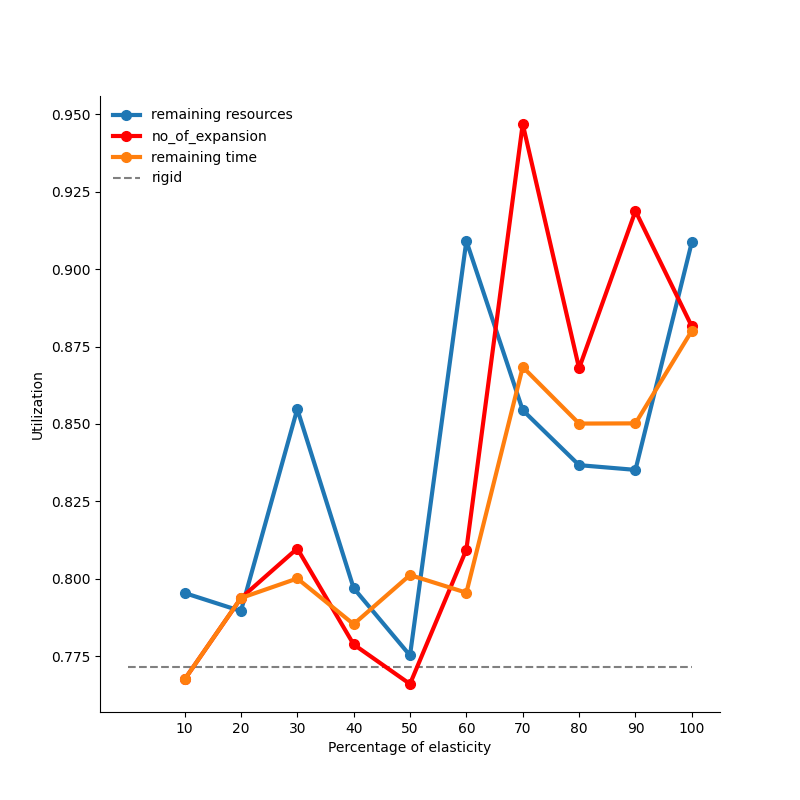 remaining resources
no_of_expansion
remaining time
rigid
0.950
0.925
0.900
0.875
0.850
0.825
0.800
0.775
Utilization
10 20 30 40 50 60 70 80 90 100
Percentage of elasticity